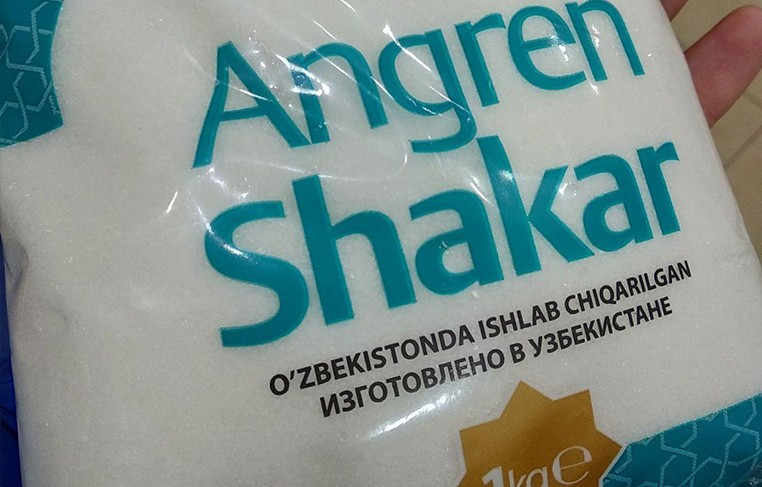 Angren
Shakar
O'ZBEKISTONDA ISHLAB CHIQARILGAN
ИЗГОТОВЛЕНО В УЗБЕКИСТАНЕ
1kg e